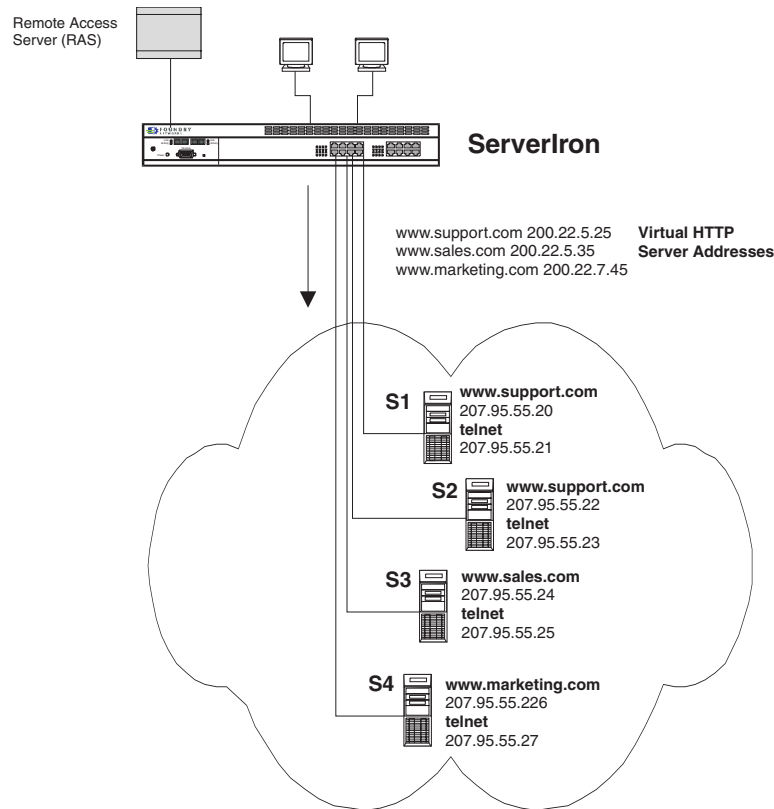 Remote Access
Server (RAS)
FOUNDRY
NETWORKS
ServerIron
www.support.com 200.22.5.25 Virtual HTTP
www.sales.com 200.22.5.35 Server Addresses
www.marketing.com 200.22.7.45
S1
www.support.com
207.95.55.20
telnet
207.95.55.21
S2
www.support.com
207.95.55.22
telnet
207.95.55.23
S3
www.sales.com
207.95.55.24
telnet
207.95.55.25
S4
www.marketing.com
207.95.55.226
telnet
207.95.55.27